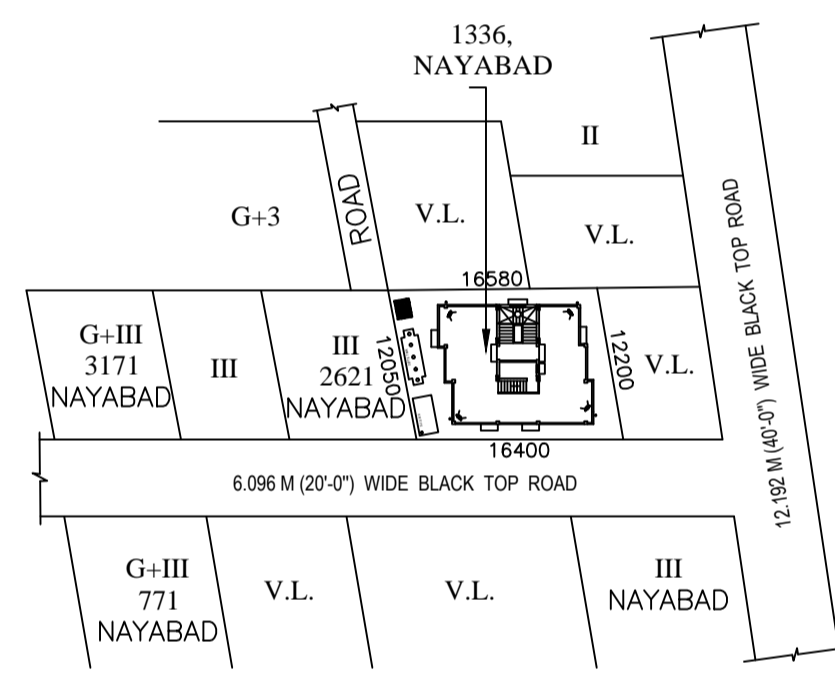 1336,
NAYABAD
II
ROAD
G+3
V.L.
V.L.
12.192 M (40'-0") WIDE BLACK TOP ROAD
16580
G+III
3171
NAYABAD
III
III
2621
NAYABAD
12050
12200
V.L.
16400
6.096 M (20'-0") WIDE BLACK TOP ROAD
G+III
771
NAYABAD
V.L.
V.L.
III
NAYABAD